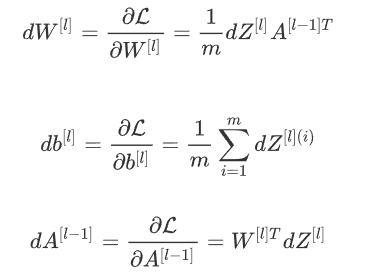 $dW^{[l]} = \frac{\partial \mathcal{L}}{\partial W^{[l]}} = \frac{1}{m} dZ^{[l]} A^{[l-1]T}$
$db^{[l]} = \frac{\partial \mathcal{L}}{\partial b^{[l]}} = \frac{1}{m} \sum_{i=1}^{m} dZ^{[l](i)}$
$dA^{[l-1]} = \frac{\partial \mathcal{L}}{\partial A^{[l-1]}} = W^{[l]T} dZ^{[l]}$